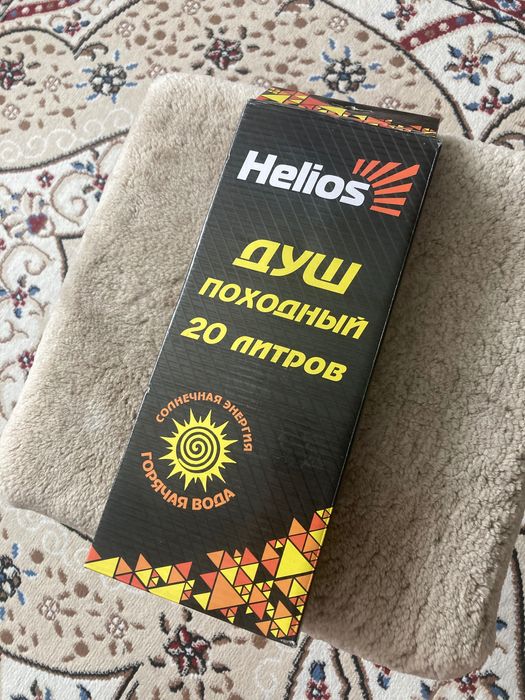 Helios
ДУШ
ПОХОДНЫЙ
20 ЛИТРОВ
СОЛНЕЧНАЯ ЭНЕРГИЯ
ГОРЯЧАЯ ВОДА